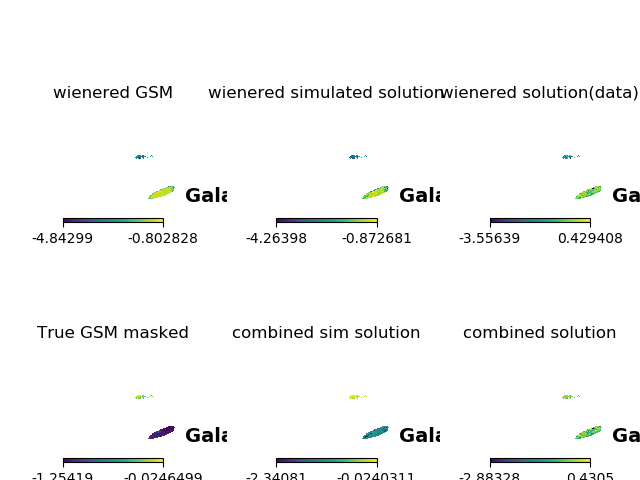 wienered GSM wienered simulated solution wienered solution(data)
Gala Gala Ga
-4.84299 -0.802828 -4.26398 -0.872681 -3.55639 0.429408
True GSM masked combined sim solution combined solution
Gala Gala Ga
-1.25419 -0.0246499 -2.34081 -0.0240311 -2.88328 0.4305